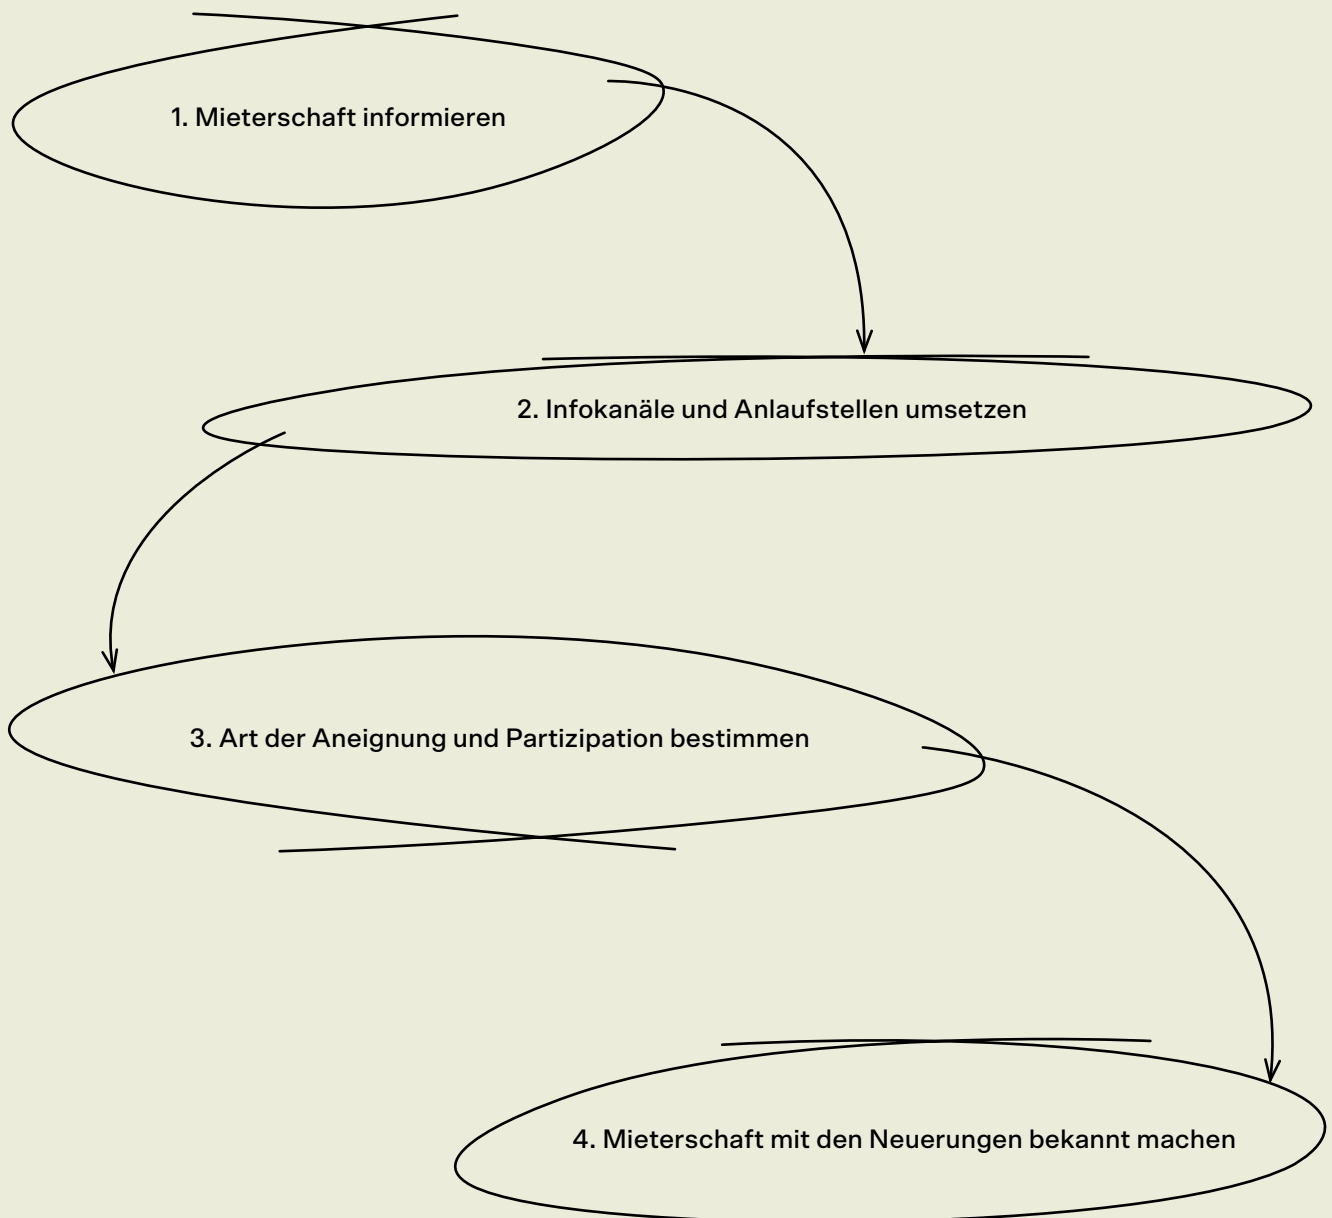 1. Mieterschaft informieren
2. Infokanäle und Anlaufstellen umsetzen
3. Art der Aneignung und Partizipation bestimmen
4. Mieterschaft mit den Neuerungen bekannt machen